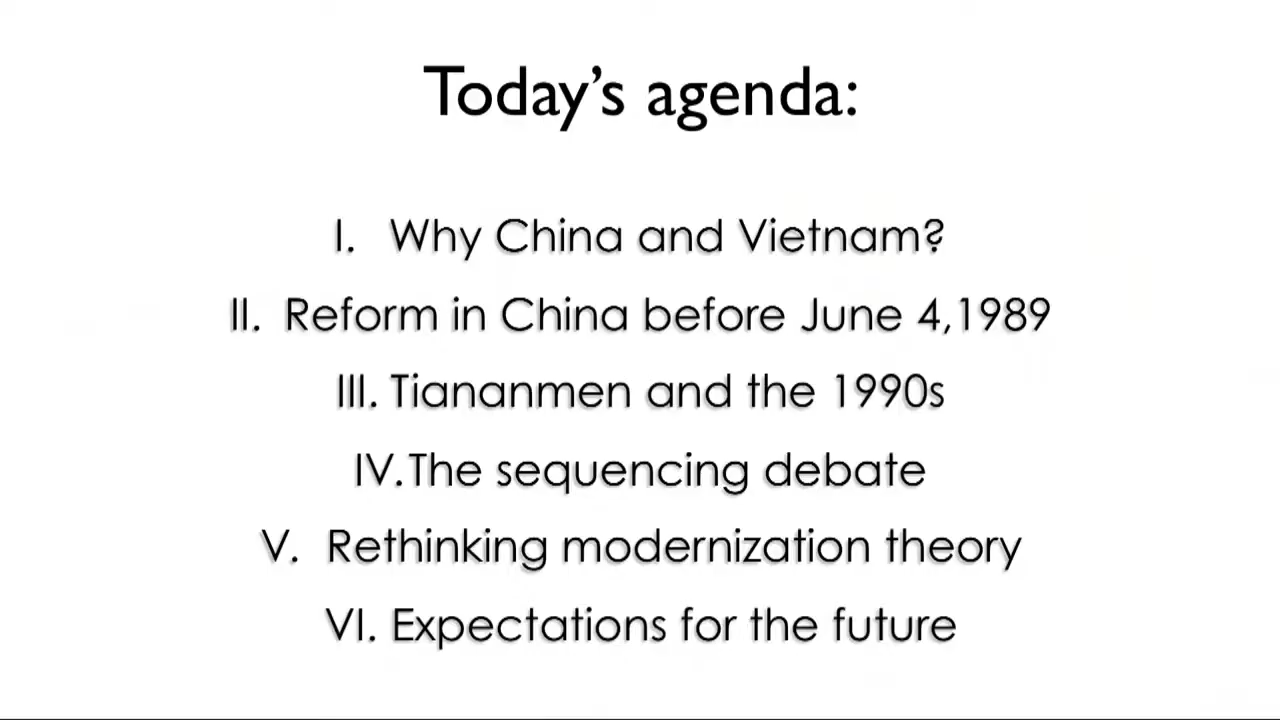 Today’s agenda:
I. Why China and Vietnam?
II. Reform in China before June 4,1989
III. Tiananmen and the 1990s
IV.The sequencing debate
V. Rethinking modernization theory
VI. Expectations for the future